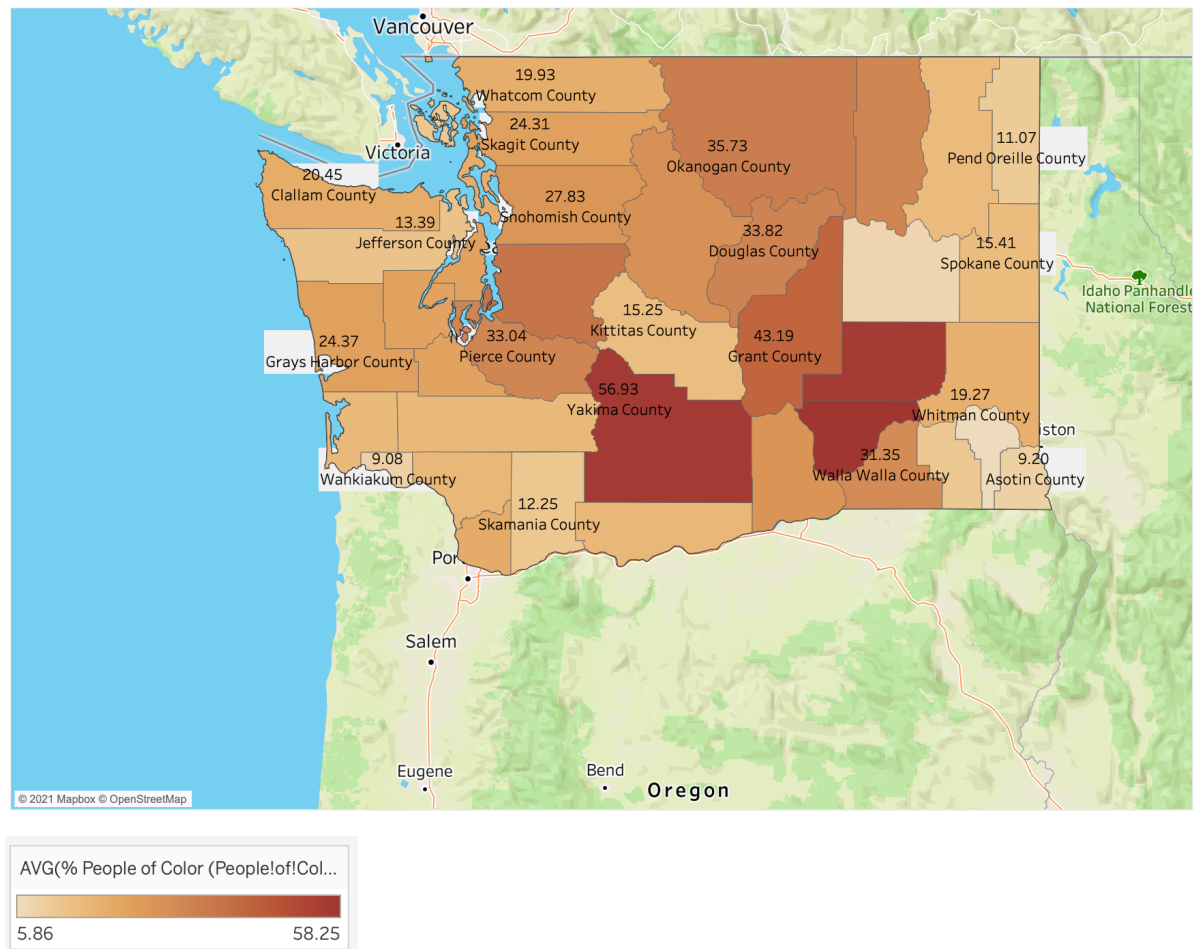 Vancouver
19.93
Whatcom County
24.31
Skagit County
Victoria
35.73
Okanogan County
11.07
Pend Oreille County
20.45
Clallam County
27.83
Snohomish County
13.39
Jefferson County
33.82
Douglas County
15.41
Spokane County
Idaho Panhandle
National Forest
15.25
Kittitas County
24.37
Grays Harbor County
33.04
Pierce County
43.19
Grant County
56.93
Yakima County
19.27
Whitman County
iston
9.08
Wahkiakum County
31.35
Walla Walla County
9.20
Asotin County
12.25
Skamania County
Por
Salem
Eugene
Bend
Oregon
© 2021 Mapbox © OpenStreetMap
AVG(% People of Color (People!of!Col...
5.86
58.25